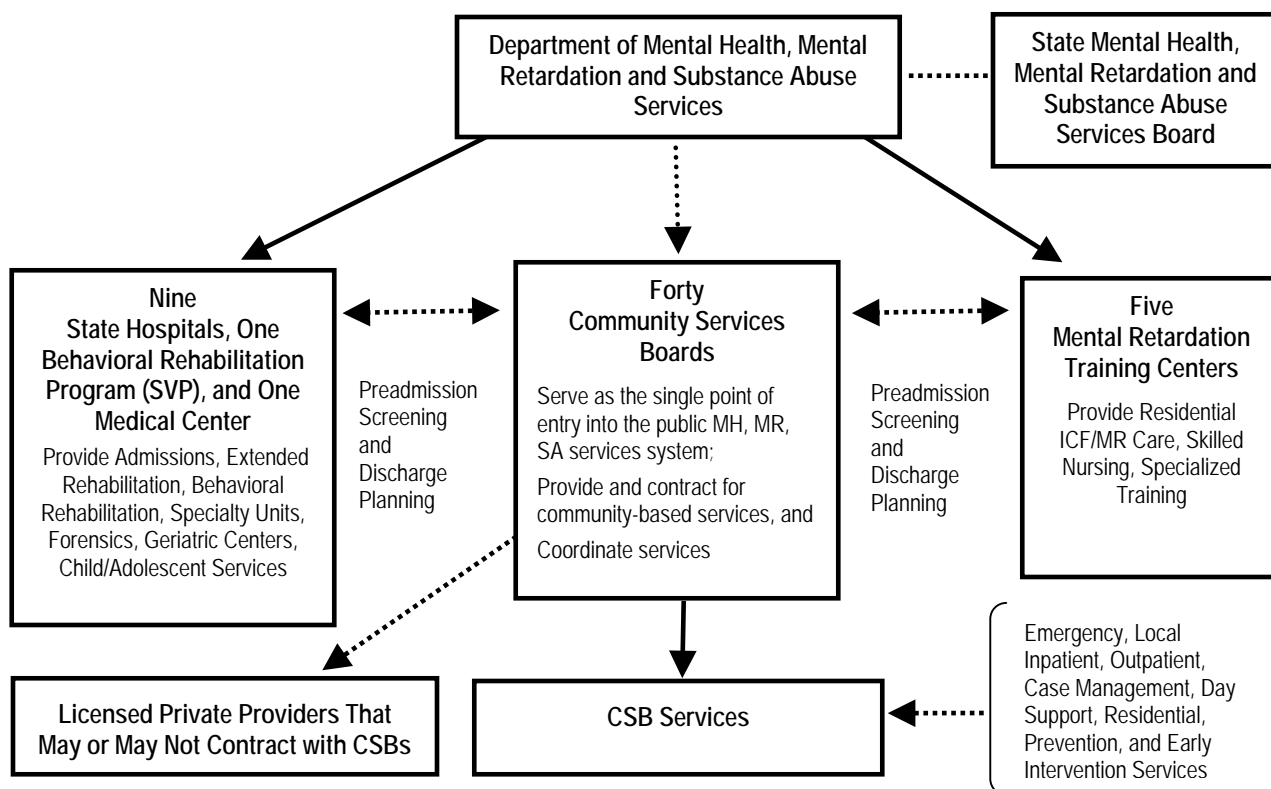 Department of Mental Health, Mental
Retardation and Substance Abuse
Services
State Mental Health,
Mental Retardation and
Substance Abuse
Services Board
Nine
State Hospitals, One
Behavioral Rehabilitation
Program (SVP), and One
Medical Center
Provide Admissions, Extended
Rehabilitation, Behavioral
Rehabilitation, Specialty Units,
Forensics, Geriatric Centers,
Child/Adolescent Services
Preadmission
Screening
and
Discharge
Planning
Forty
Community Services
Boards
Serve as the single point of
entry into the public MH, MR,
SA services system;
Provide and contract for
community-based services, and
Coordinate services
Preadmission
Screening
and
Discharge
Planning
Five
Mental Retardation
Training Centers
Provide Residential
ICF/MR Care, Skilled
Nursing, Specialized
Training
Licensed Private Providers That
May or May Not Contract with CSBs
CSB Services
Emergency, Local
Inpatient, Outpatient,
Case Management, Day
Support, Residential,
Prevention, and Early
Intervention Services